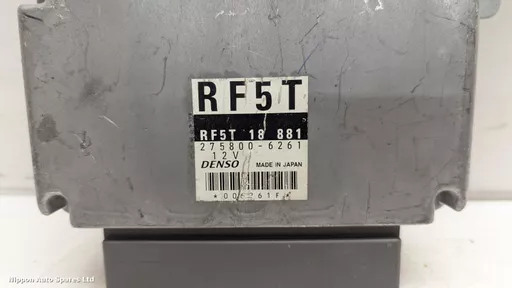 RF5T
RF5T 18 881
275800-6261
12V
DENSO MADE IN JAPAN
Nippon Auto Spares Ltd